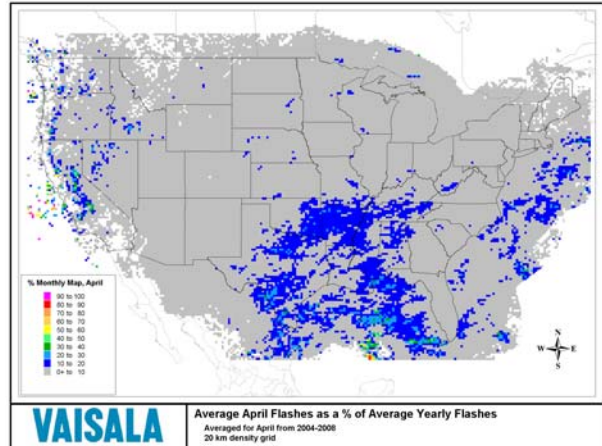 % Monthly Map, April
90 to 100
80 to 90
70 to 80
60 to 70
50 to 60
40 to 50
30 to 40
20 to 30
10 to 20
0+ to 10
N
W E
S
VAISALA
Average April Flashes as a % of Average Yearly Flashes
Averaged for April from 2004-2008
20 km density grid